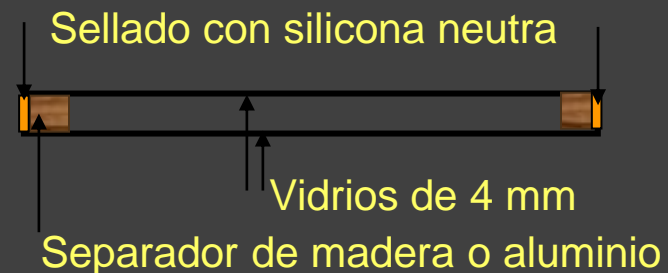 Sellado con silicona neutra
Vidrios de 4 mm
Separador de madera o aluminio